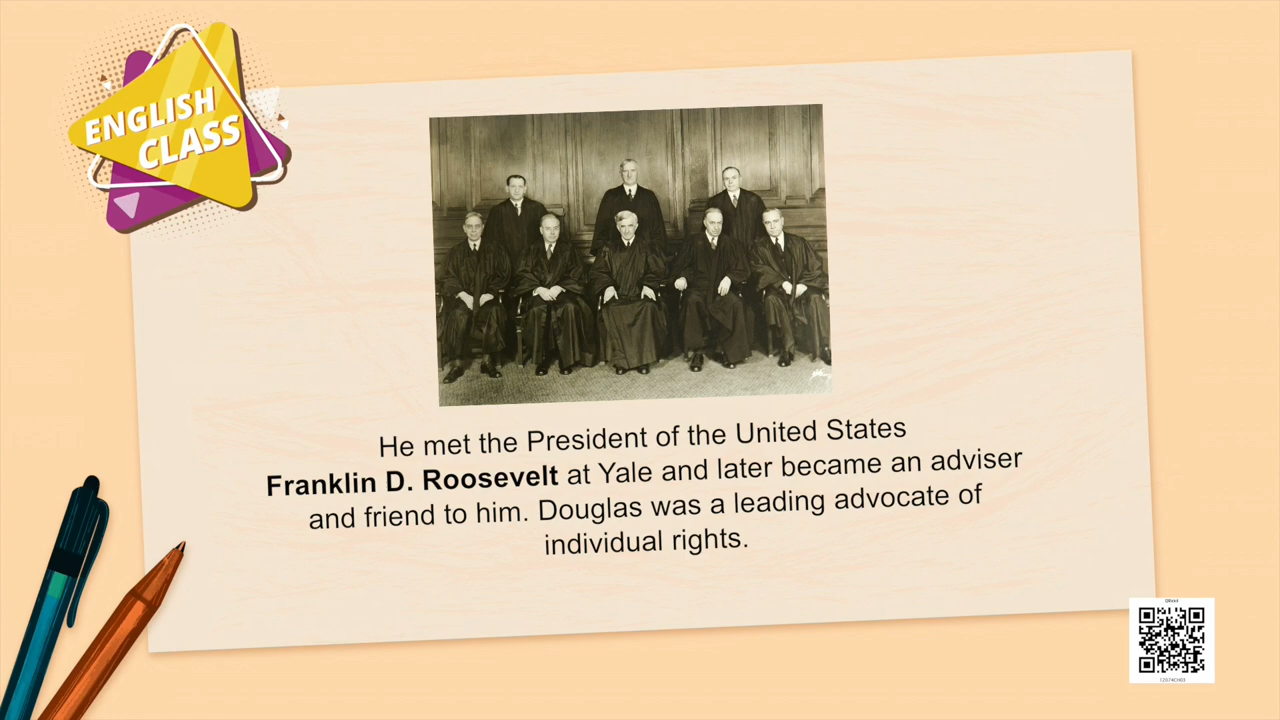 ENGLISH
CLASS
He met the President of the United States
Franklin D. Roosevelt at Yale and later became an adviser
and friend to him. Douglas was a leading advocate of
individual rights.